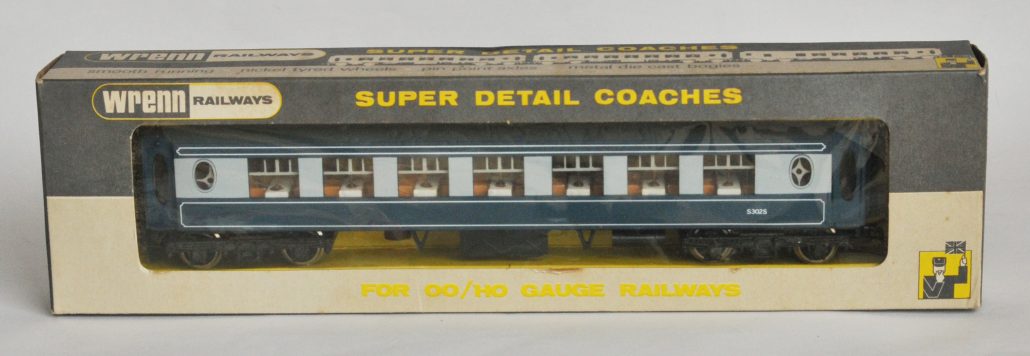 Wrenn RAILWAYS SUPER DETAIL COACHES
smooth running nickel tyred wheels pin point axles metal die cast bogies
Wrenn RAILWAYS SUPER DETAIL COACHES
S302S
FOR OO/HO GAUGE RAILWAYS